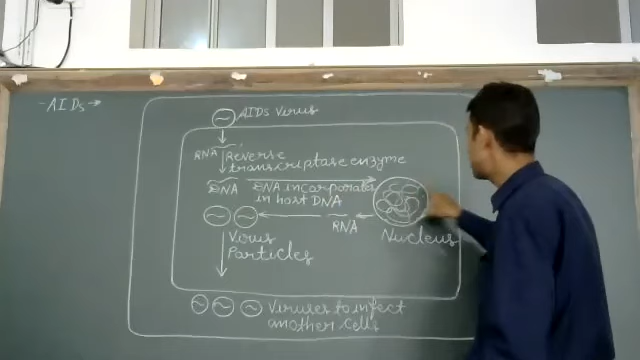 - AIDs →
AIDs virus
RNA
Reverse
transcriptase enzyme
DNA
DNA incorporates
in host DNA
RNA
Nucleus
Virus
Particles
Viruses to infect
another cells